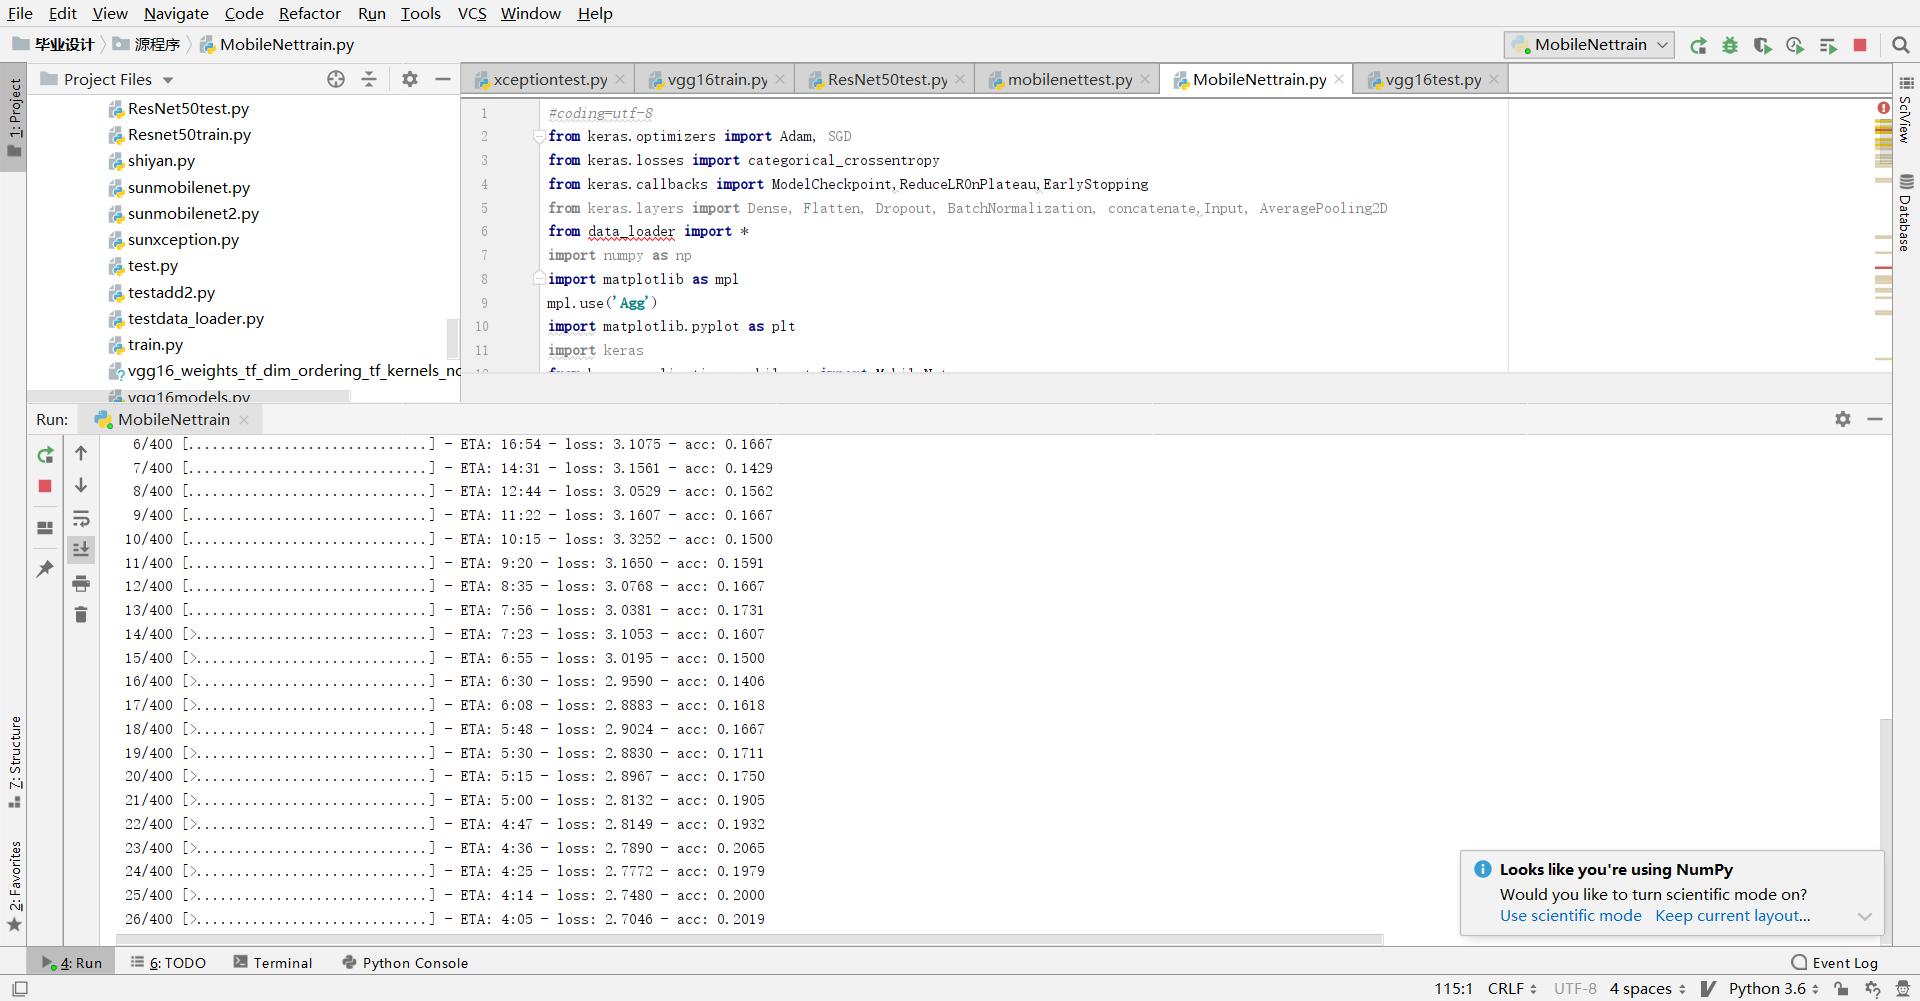 File Edit View Navigate Code Refactor Run Tools VCS Window Help
毕业设计 源程序 MobileNettrain.py MobileNettrain
1: Project
Project Files
ResNet50test.py
Resnet50train.py
shiyan.py
sunmobilenet.py
sunmobilenet2.py
sunxception.py
test.py
testadd2.py
testdata_loader.py
train.py
vgg16_weights_tf_dim_ordering_tf_kernels_no
vgg16models.py
xceptiontest.py vgg16train.py ResNet50test.py mobilenettest.py MobileNettrain.py vgg16test.py
1 #coding=utf-8
2 from keras.optimizers import Adam, SGD
3 from keras.losses import categorical_crossentropy
4 from keras.callbacks import ModelCheckpoint,ReduceLROnPlateau,EarlyStopping
5 from keras.layers import Dense, Flatten, Dropout, BatchNormalization, concatenate,Input, AveragePooling2D
6 from data_loader import *
7 import numpy as np
8 import matplotlib as mpl
9 mpl.use('Agg')
10 import matplotlib.pyplot as plt
11 import keras
SciView
Database
Run: MobileNettrain
6/400 [..............................] - ETA: 16:54 - loss: 3.1075 - acc: 0.1667
7/400 [..............................] - ETA: 14:31 - loss: 3.1561 - acc: 0.1429
8/400 [..............................] - ETA: 12:44 - loss: 3.0529 - acc: 0.1562
9/400 [..............................] - ETA: 11:22 - loss: 3.1607 - acc: 0.1667
10/400 [..............................] - ETA: 10:15 - loss: 3.3252 - acc: 0.1500
11/400 [..............................] - ETA: 9:20 - loss: 3.1650 - acc: 0.1591
12/400 [..............................] - ETA: 8:35 - loss: 3.0768 - acc: 0.1667
13/400 [..............................] - ETA: 7:56 - loss: 3.0381 - acc: 0.1731
14/400 [>.............................] - ETA: 7:23 - loss: 3.1053 - acc: 0.1607
15/400 [>.............................] - ETA: 6:55 - loss: 3.0195 - acc: 0.1500
16/400 [>.............................] - ETA: 6:30 - loss: 2.9590 - acc: 0.1406
17/400 [>.............................] - ETA: 6:08 - loss: 2.8883 - acc: 0.1618
18/400 [>.............................] - ETA: 5:48 - loss: 2.9024 - acc: 0.1667
19/400 [>.............................] - ETA: 5:30 - loss: 2.8830 - acc: 0.1711
20/400 [>.............................] - ETA: 5:15 - loss: 2.8967 - acc: 0.1750
21/400 [>.............................] - ETA: 5:00 - loss: 2.8132 - acc: 0.1905
22/400 [>.............................] - ETA: 4:47 - loss: 2.8149 - acc: 0.1932
23/400 [>.............................] - ETA: 4:36 - loss: 2.7890 - acc: 0.2065
24/400 [>.............................] - ETA: 4:25 - loss: 2.7772 - acc: 0.1979
25/400 [>.............................] - ETA: 4:14 - loss: 2.7480 - acc: 0.2000
26/400 [>.............................] - ETA: 4:05 - loss: 2.7046 - acc: 0.2019
7: Structure
2: Favorites
Looks like you're using NumPy
Would you like to turn scientific mode on?
Use scientific mode Keep current layout...
4: Run 6: TODO Terminal Python Console Event Log
115:1 CRLF UTF-8 4 spaces Python 3.6